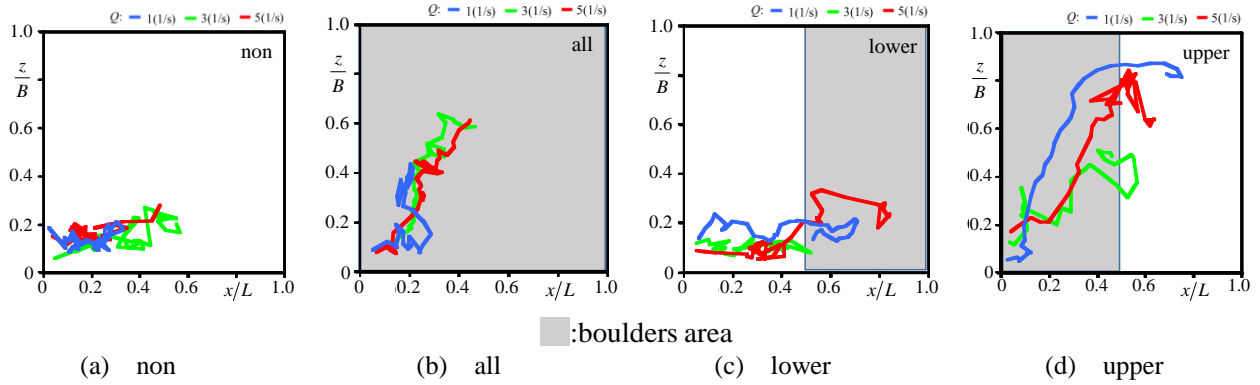 Q: 1(1/s) 3(1/s) 5(1/s)
non
z
B
1.0
0.8
0.6
0.4
0.2
0
0 0.2 0.4 0.6 x/L 1.0
Q: 1(1/s) 3(1/s) 5(1/s)
all
z
B
1.0
0.8
0.6
0.4
0.2
0
0 0.2 0.4 x/L 1.0
Q: 1(1/s) 3(1/s) 5(1/s)
lower
z
B
1.0
0.8
0.6
0.4
0.2
0
0 0.2 0.4 0.6 x/L 1.0
Q: 1(1/s) 3(1/s) 5(1/s)
upper
z
B
1.0
0.8
0.6
0.4
0.2
0
0 0.2 0.4 0.6 x/L 1.0
:boulders area
(a) non
(b) all
(c) lower
(d) upper